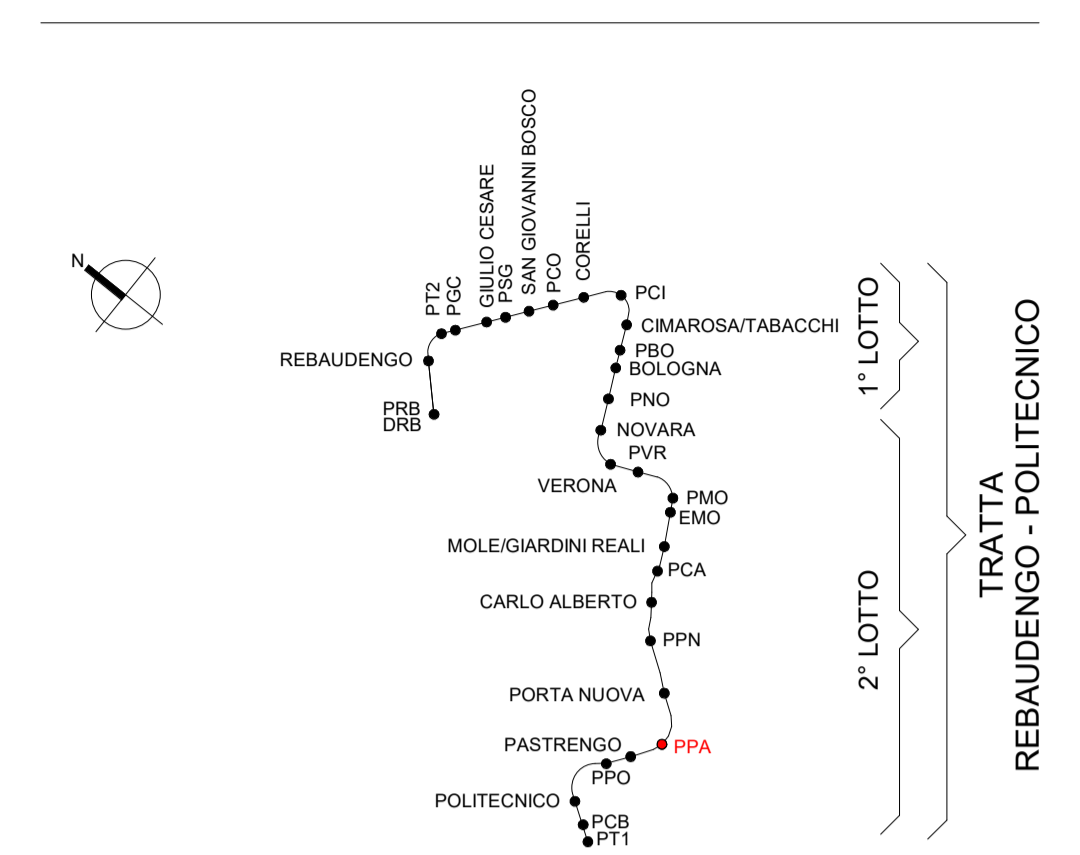 N
PT2
PGC
GIULIO CESARE
PSG
SAN GIOVANNI BOSCO
PCO
CORELLI
PCI
CIMAROSA/TABACCHI
REBAUDENGO
PBO
BOLOGNA
PRB
DRB
PNO
NOVARA
PVR
VERONA
PMO
EMO
MOLE/GIARDINI REALI
PCA
CARLO ALBERTO
PPN
PORTA NUOVA
PASTRENGO
PPA
PPO
POLITECNICO
PCB
PT1
1° LOTTO
2° LOTTO
TRATTA
REBAUDENGO - POLITECNICO